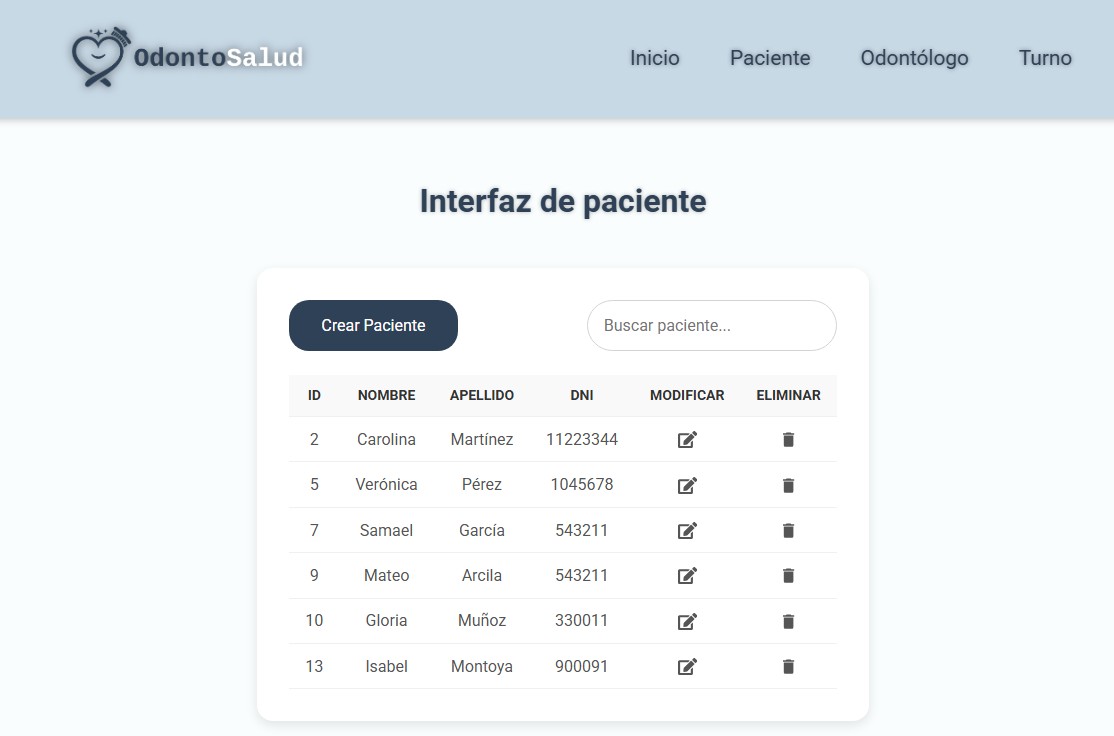 OdontoSalud Inicio Paciente Odontólogo Turno
Interfaz de paciente
Crear Paciente Buscar paciente...
ID NOMBRE APELLIDO DNI MODIFICAR ELIMINAR
2 Carolina Martínez 11223344
5 Verónica Pérez 1045678
7 Samael García 543211
9 Mateo Arcila 543211
10 Gloria Muñoz 330011
13 Isabel Montoya 900091